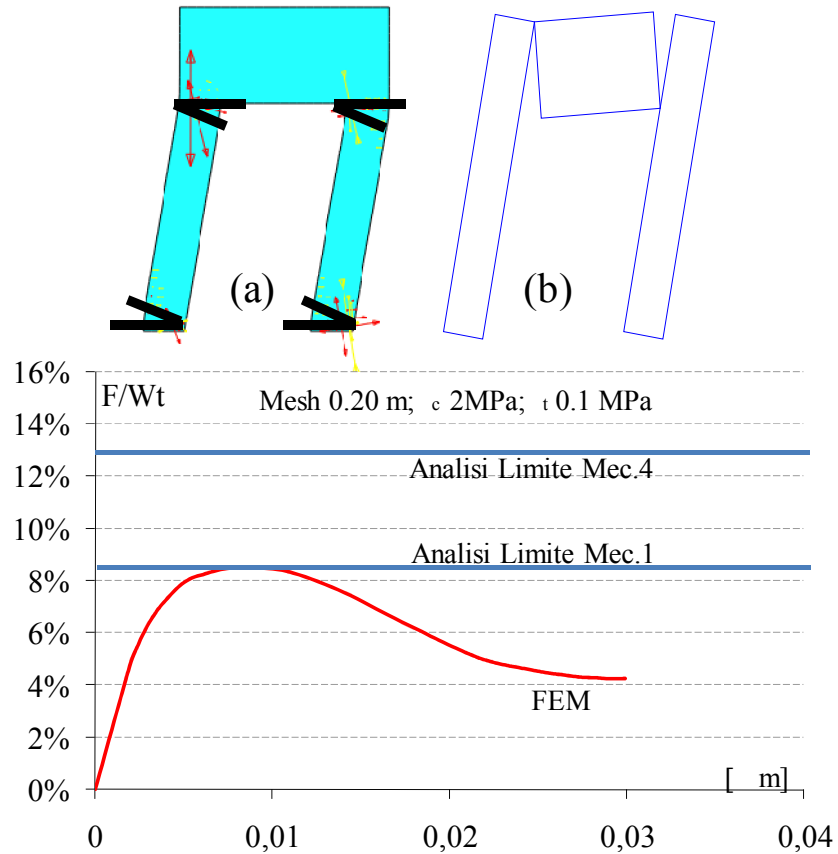 (a)
(b)
16%
F/Wt
Mesh 0.20 m; c 2MPa; t 0.1 MPa
14%
12%
Analisi Limite Mec.4
10%
Analisi Limite Mec.1
8%
6%
4%
FEM
2%
[ m]
0%
0
0,01
0,02
0,03
0,04